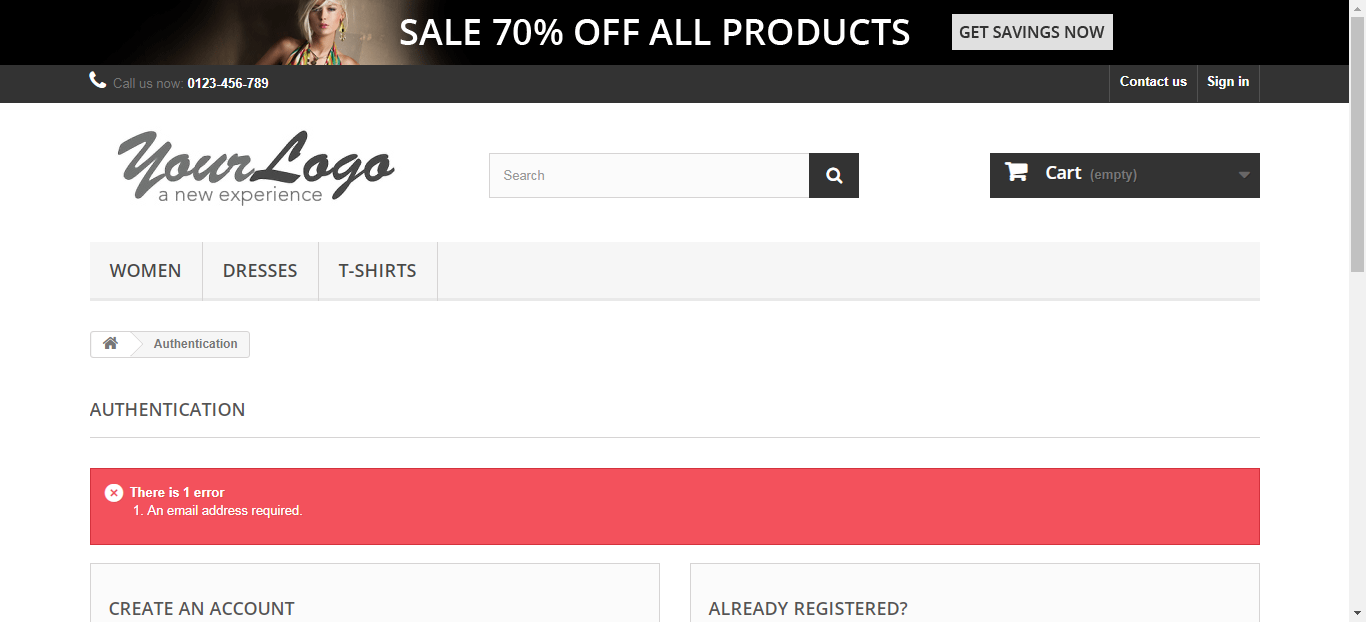 SALE 70% OFF ALL PRODUCTS GET SAVINGS NOW
Call us now: 0123-456-789 Contact us Sign in
YourLogo
a new experience
Search
Cart (empty)
WOMEN DRESSES T-SHIRTS
Authentication
AUTHENTICATION
There is 1 error
1. An email address required.
CREATE AN ACCOUNT ALREADY REGISTERED?